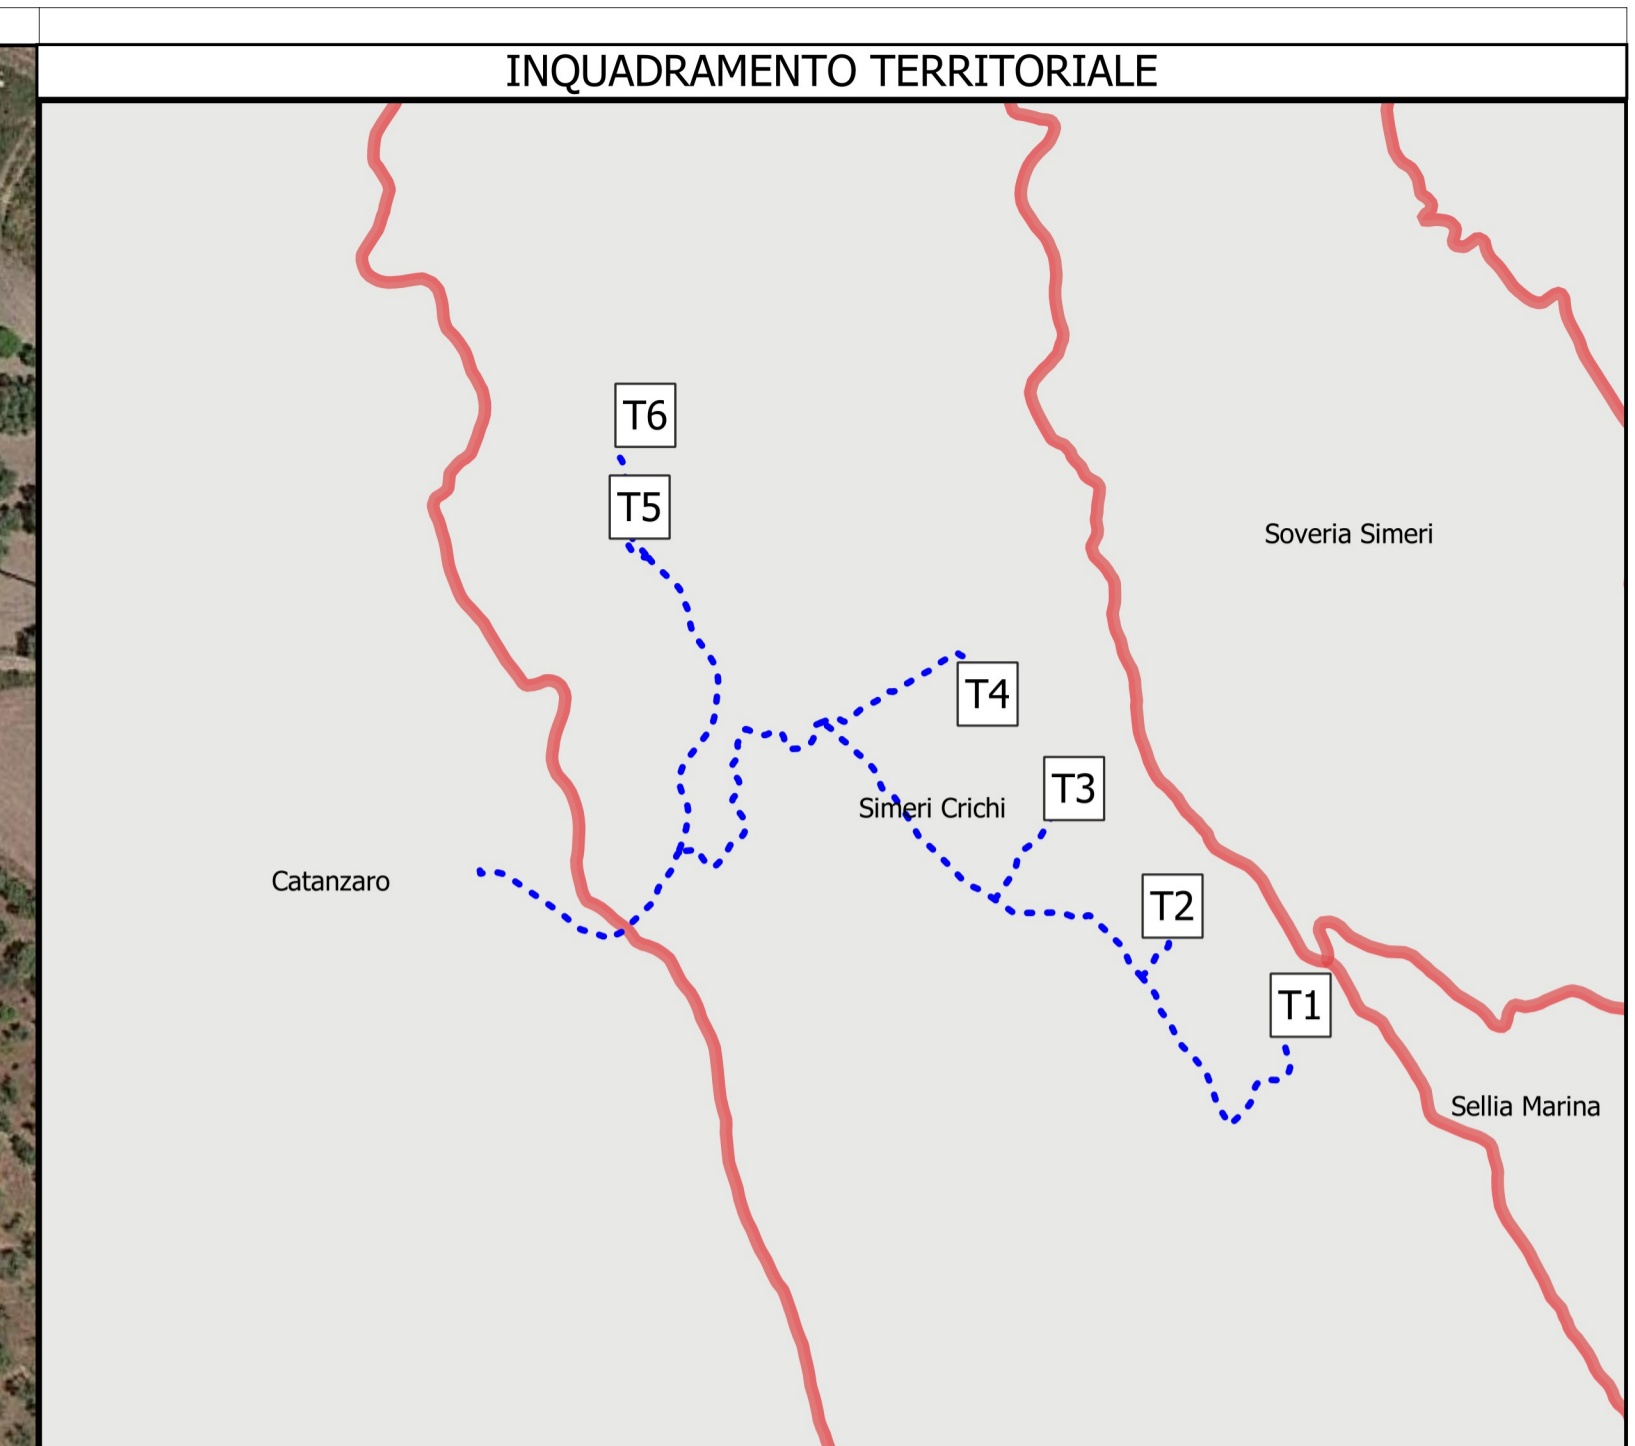 INQUADRAMENTO TERRITORIALE
T6
T5
Soveria Simeri
T4
T3
Simeri Crichi
Catanzaro
T2
T1
Sellia Marina